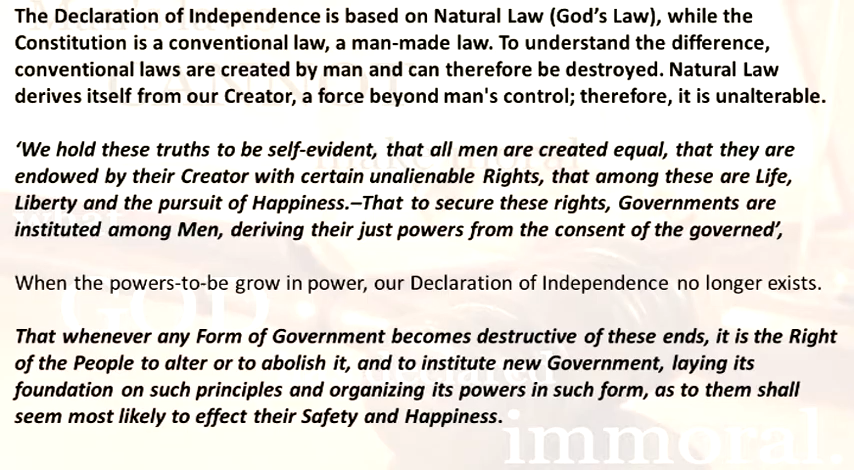 The Declaration of Independence is based on Natural Law (God's Law), while the
Constitution is a conventional law, a man-made law. To understand the difference,
conventional laws are created by man and can therefore be destroyed. Natural Law
derives itself from our Creator, a force beyond man's control; therefore, it is unalterable.
‘We hold these truths to be self-evident, that all men are created equal, that they are
endowed by their Creator with certain unalienable Rights, that among these are Life,
Liberty and the pursuit of Happiness.–That to secure these rights, Governments are
instituted among Men, deriving their just powers from the consent of the governed’,
When the powers-to-be grow in power, our Declaration of Independence no longer exists.
That whenever any Form of Government becomes destructive of these ends, it is the Right
of the People to alter or to abolish it, and to institute new Government, laying its
foundation on such principles and organizing its powers in such form, as to them shall
seem most likely to effect their Safety and Happiness.
immoral.